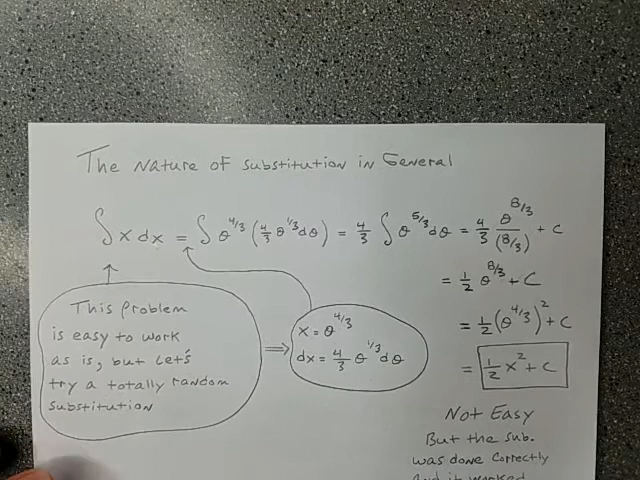 The Nature of Substitution in General
∫ x dx = ∫ θ^{4/3} (4/3 θ^{1/3} dθ) = 4/3 ∫ θ^{5/3} dθ = 4/3 θ^{8/3}/(8/3) + C
= 1/2 θ^{8/3} + C
= 1/2 (θ^{4/3})^2 + C
= 1/2 x^2 + C
This Problem
is easy to work
as is, but Let's
try a totally random
substitution
⇒
x = θ^{4/3}
dx = 4/3 θ^{1/3} dθ
Not Easy
But the sub.
was done correctly
And it worked